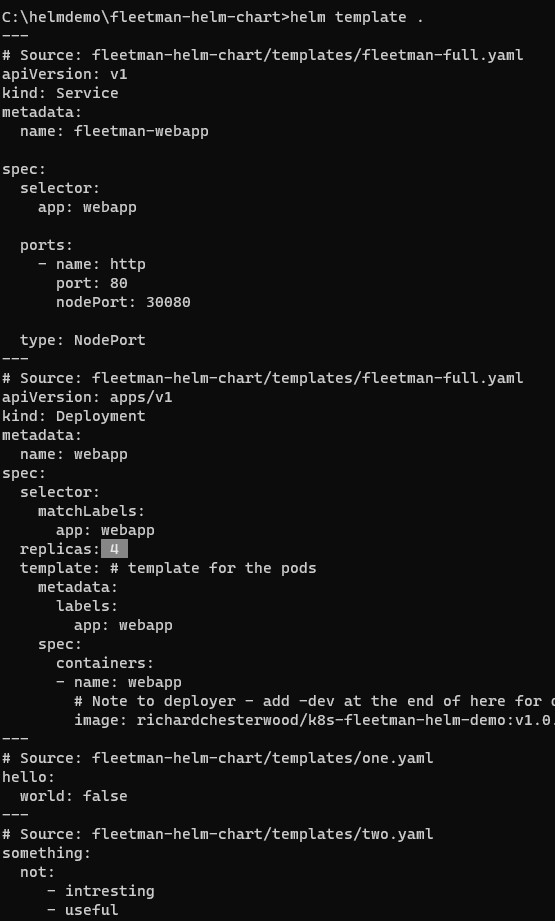 C:\helmdemo\fleetman-helm-chart>helm template .
---
# Source: fleetman-helm-chart/templates/fleetman-full.yaml
apiVersion: v1
kind: Service
metadata:
  name: fleetman-webapp

spec:
  selector:
    app: webapp

  ports:
    - name: http
      port: 80
      nodePort: 30080

  type: NodePort
---
# Source: fleetman-helm-chart/templates/fleetman-full.yaml
apiVersion: apps/v1
kind: Deployment
metadata:
  name: webapp
spec:
  selector:
    matchLabels:
      app: webapp
  replicas: 4
  template: # template for the pods
    metadata:
      labels:
        app: webapp
    spec:
      containers:
      - name: webapp
        # Note to deployer - add -dev at the end of here for
        image: richardchesterwood/k8s-fleetman-helm-demo:v1.0.
---
# Source: fleetman-helm-chart/templates/one.yaml
hello:
  world: false
---
# Source: fleetman-helm-chart/templates/two.yaml
something:
  not:
     - intresting
     - useful